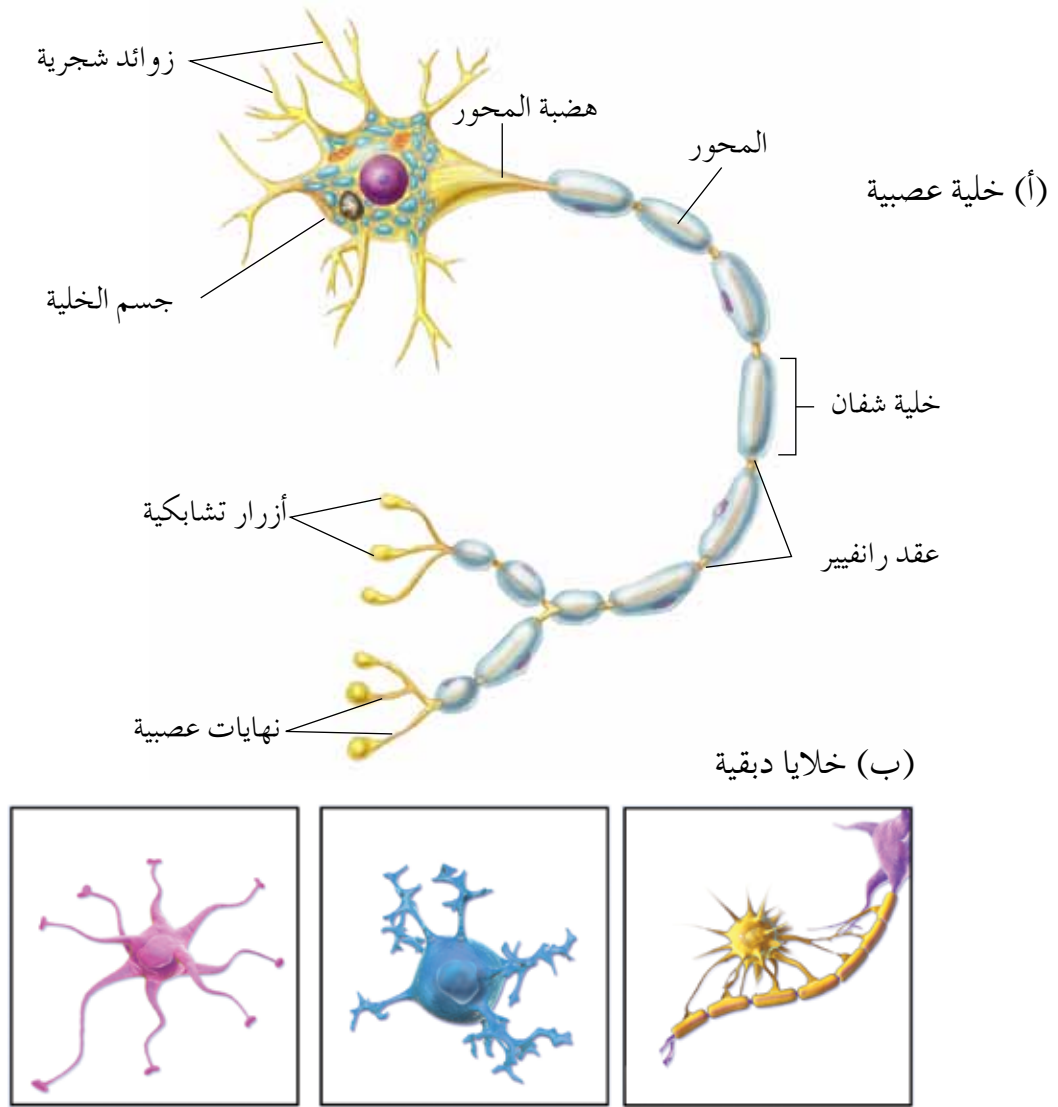 زوائد شجرية
هضبة المحور
المحور
(أ) خلية عصبية
جسم الخلية
خلية شفان
أزرار تشابكية
عقد رانفيير
نهايات عصبية
(ب) خلايا دبقية